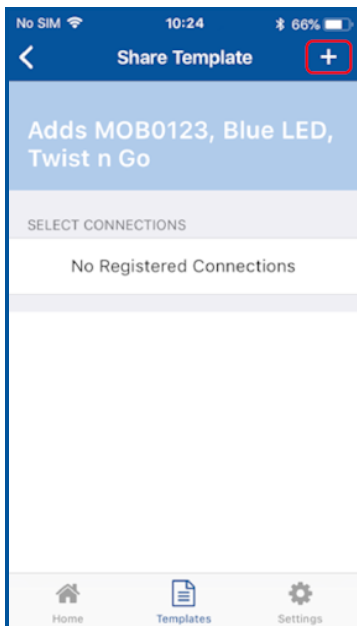 No SIM 10:24 66%
Share Template +
Adds MOB0123, Blue LED,
Twist n Go
SELECT CONNECTIONS
No Registered Connections
Home Templates Settings